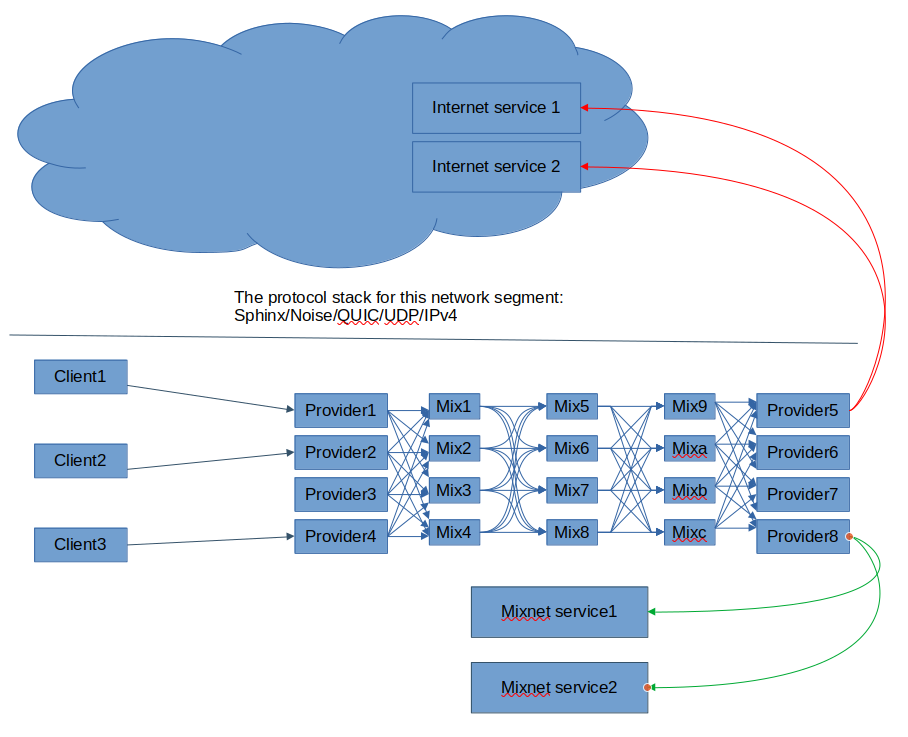 Internet service 1
Internet service 2
The protocol stack for this network segment:
Sphinx/Noise/QUIC/UDP/IPv4
Client1
Client2
Client3
Provider1
Provider2
Provider3
Provider4
Mix1
Mix2
Mix3
Mix4
Mix5
Mix6
Mix7
Mix8
Mix9
Mixa
Mixb
Mixc
Provider5
Provider6
Provider7
Provider8
Mixnet service1
Mixnet service2